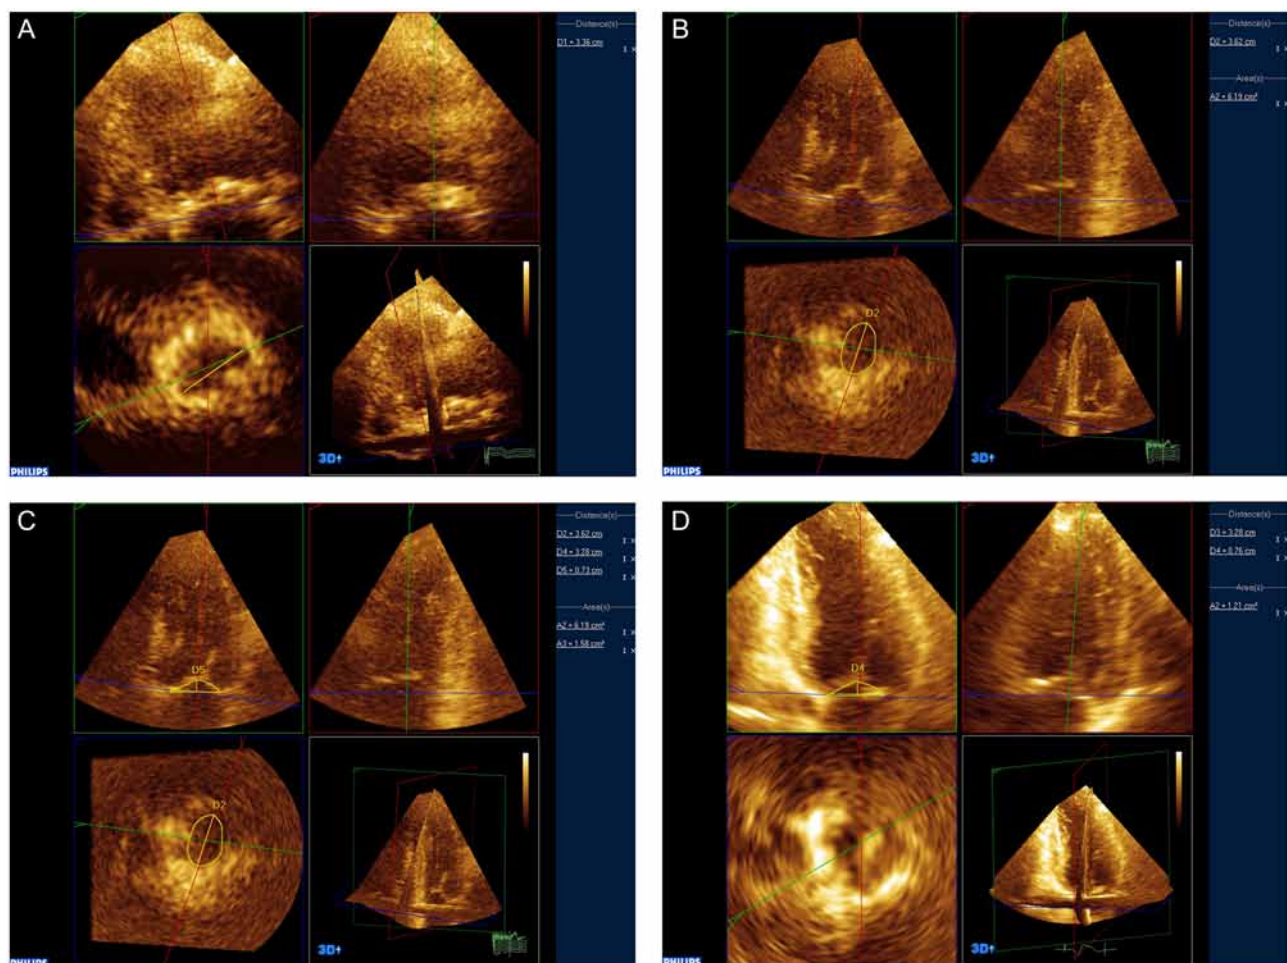 A
Distance(s)
D1 = 3.36 cm
3D
PHILIPS
B
Distance(s)
D2 = 3.62 cm
Area(s)
A2 = 6.19 cm²
D2
3D
PHILIPS
C
Distance(s)
D2 = 3.62 cm
D4 = 3.28 cm
D5 = 0.73 cm
Area(s)
A2 = 6.19 cm²
A3 = 1.58 cm²
D5
D2
3D
PHILIPS
D
Distance(s)
D3 = 3.28 cm
D4 = 0.76 cm
Area(s)
A2 = 1.21 cm²
D4
3D
PHILIPS